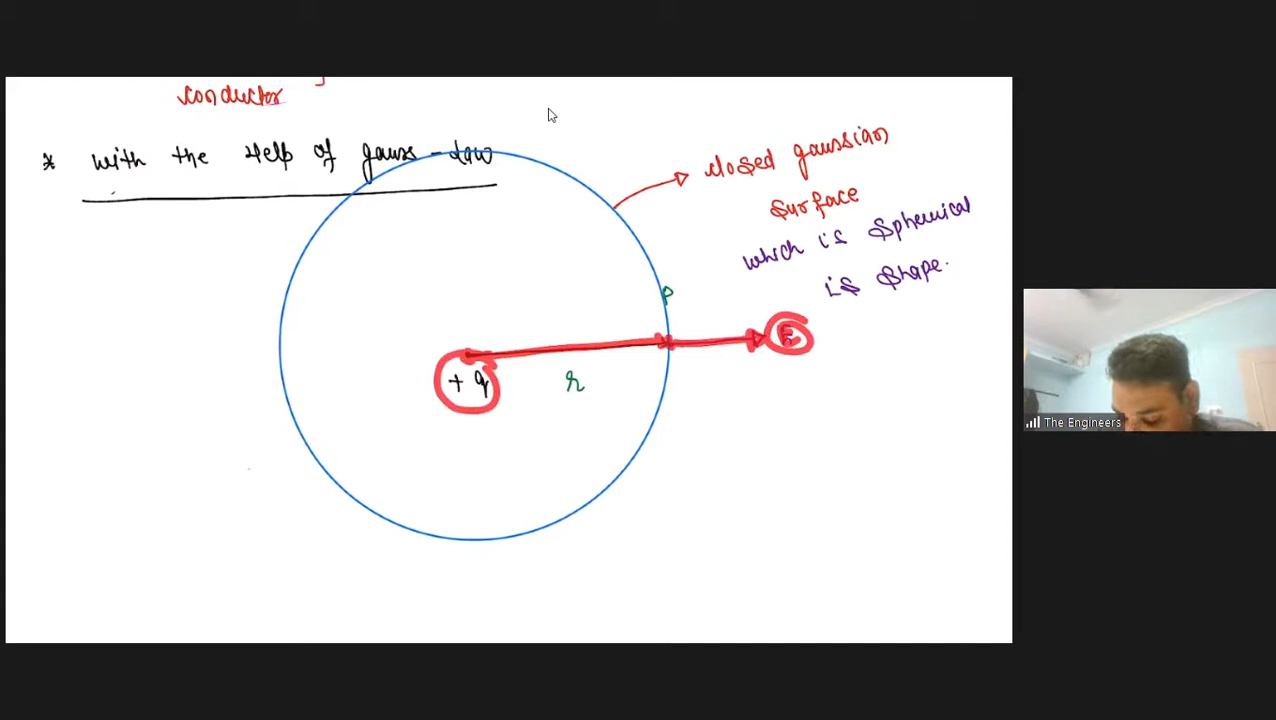 conductor
* with the Help of gauss - Law
closed gaussian
surface
which is spherical
is shape.
P
E
+ q
r
The Engineers